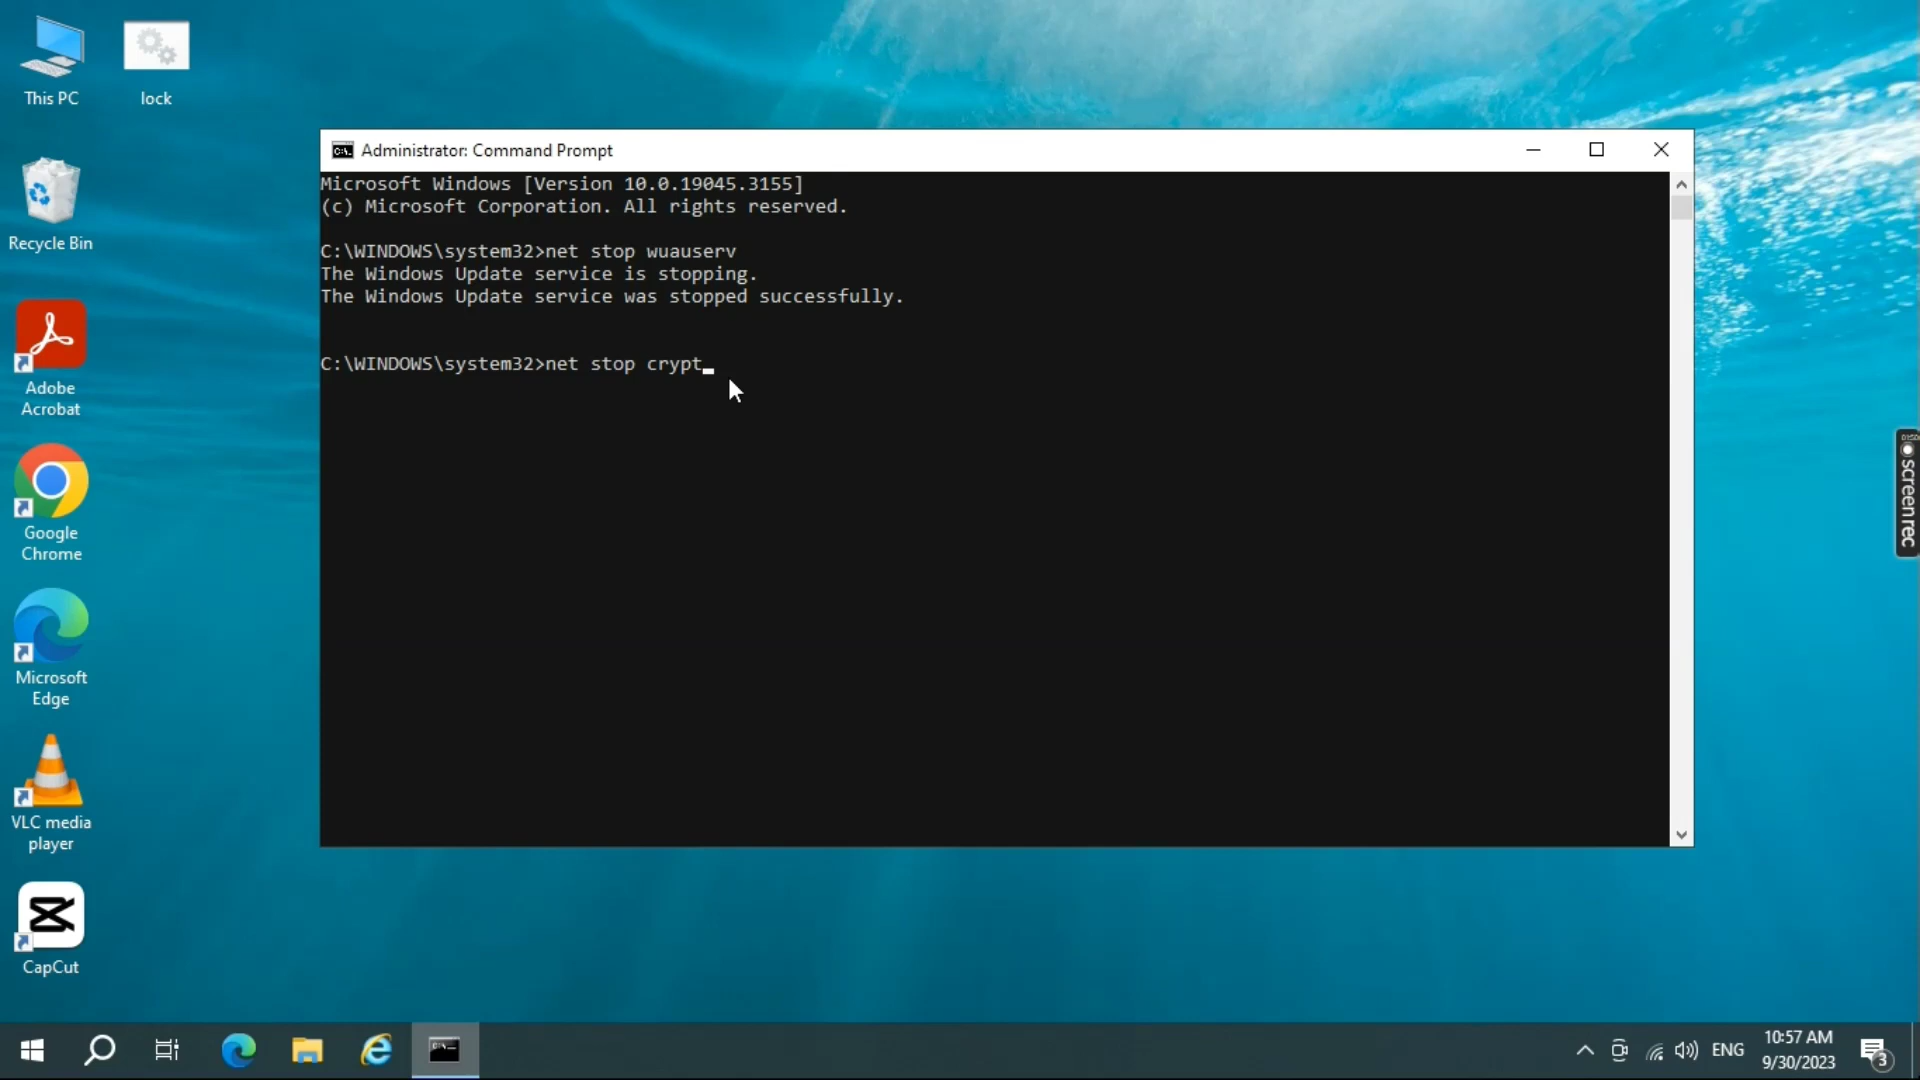 This PC
lock
Recycle Bin
Adobe
Acrobat
Google
Chrome
Microsoft
Edge
VLC media
player
CapCut
Administrator: Command Prompt
Microsoft Windows [Version 10.0.19045.3155]
(c) Microsoft Corporation. All rights reserved.
C:\WINDOWS\system32>net stop wuauserv
The Windows Update service is stopping.
The Windows Update service was stopped successfully.
C:\WINDOWS\system32>net stop crypt_
screenrec
ENG
10:57 AM
9/30/2023
3